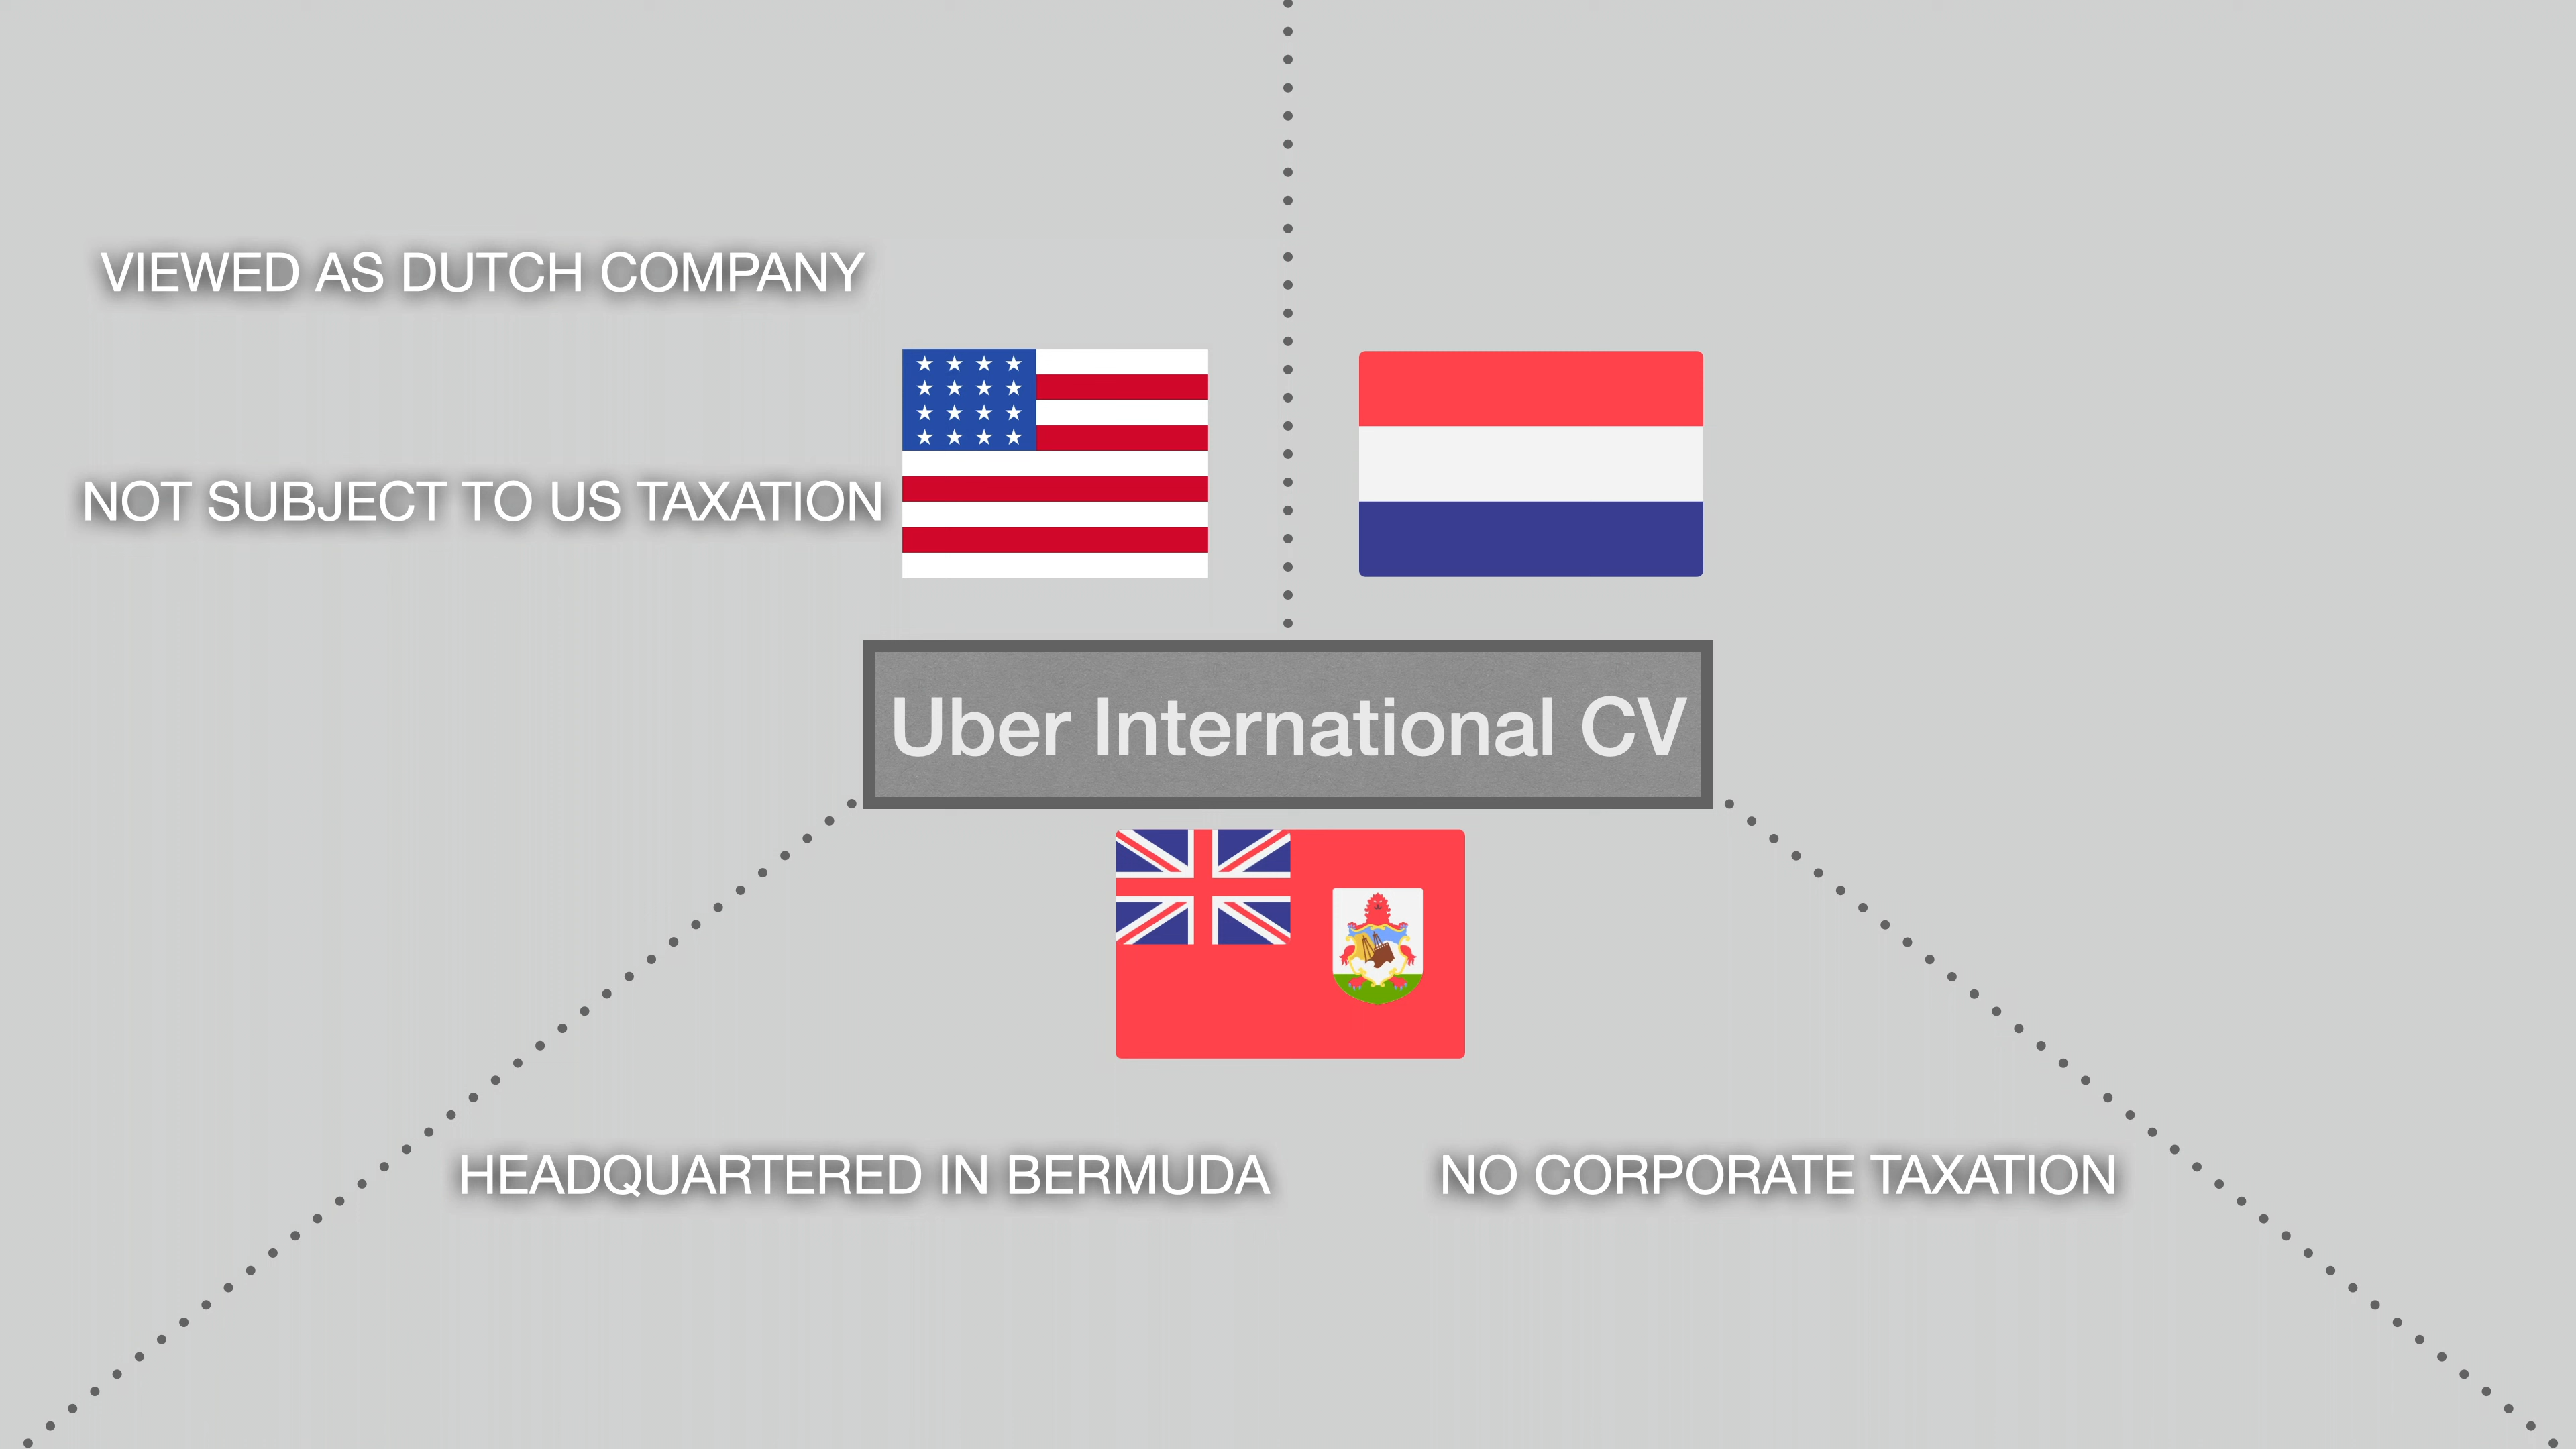 VIEWED AS DUTCH COMPANY
NOT SUBJECT TO US TAXATION
Uber International CV
HEADQUARTERED IN BERMUDA
NO CORPORATE TAXATION